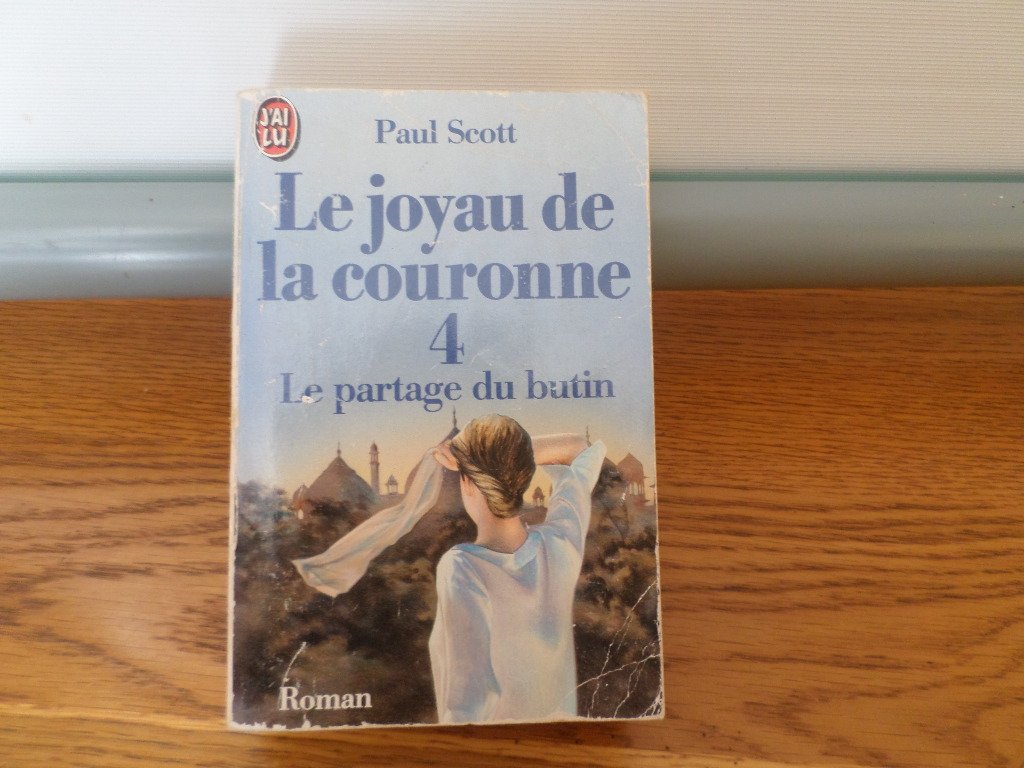 J'AI
LU
Paul Scott
Le joyau de
la couronne
4
Le partage du butin
Roman